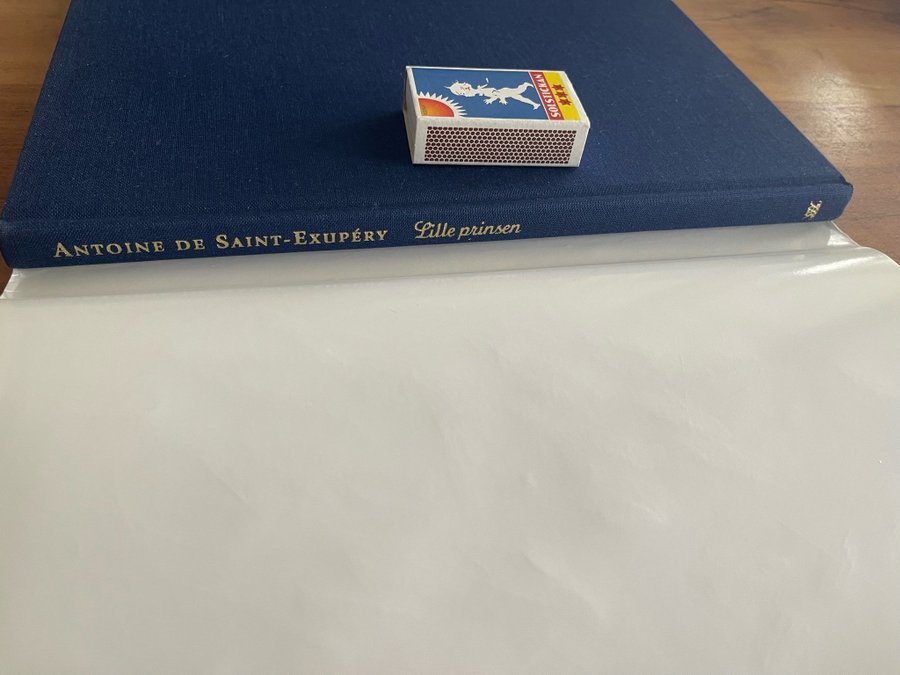 SOLSTICKAN
ANTOINE DE SAINT-EXUPÉRY Lille prinsen